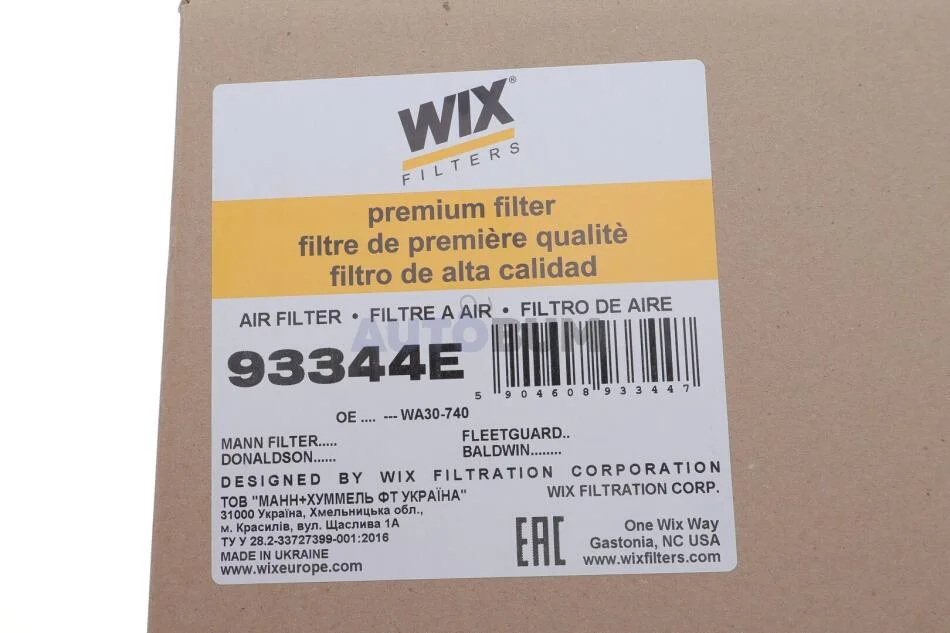 WIX®
FILTERS
premium filter
filtre de première qualitè
filtro de alta calidad
AIR FILTER • FILTRE A AIR • FILTRO DE AIRE
AUTOBUM
93344E
5 904608 933447
OE .... --- WA30-740
MANN FILTER.....
FLEETGUARD..
DONALDSON......
BALDWIN........
DESIGNED BY WIX FILTRATION CORPORATION
ТОВ "МАНН+ХУММЕЛЬ ФТ УКРАЇНА"
31000 Україна, Хмельницька обл.,
м. Красилів, вул. Щаслива 1А
ТУ У 28.2-33727399-001:2016
MADE IN UKRAINE
www.wixeurope.com
WIX FILTRATION CORP.
EAC
One Wix Way
Gastonia, NC USA
www.wixfilters.com